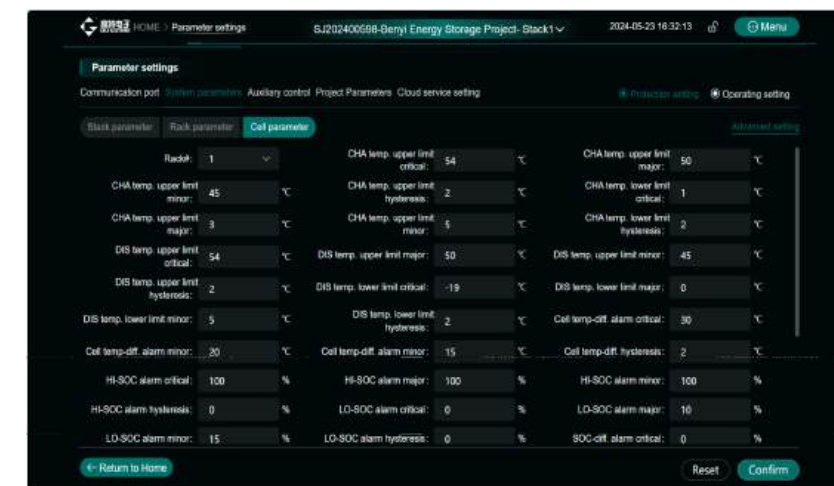 HOME > Parameter settings
SJ202400598-Benyi Energy Storage Project- Stack1
2024-05-23 16:32:13
Menu
Parameter settings
Communication port System parameters Auxiliary control Project Parameters Cloud service setting
Protection setting Operating setting
Stack parameter Rack parameter Cell parameter
Advanced setting
Rack#: 1
CHA temp. upper limit critical: 54 ℃
CHA temp. upper limit major: 50 ℃
CHA temp. upper limit minor: 45 ℃
CHA temp. upper limit hysteresis: 2 ℃
CHA temp. lower limit critical: 1 ℃
CHA temp. upper limit major: 3 ℃
CHA temp. upper limit minor: 5 ℃
CHA temp. lower limit hysteresis: 2 ℃
DIS temp. upper limit critical: 54 ℃
DIS temp. upper limit major: 50 ℃
DIS temp. upper limit minor: 45 ℃
DIS temp. upper limit hysterosis: 2 ℃
DIS temp. lower limit critical: -19 ℃
DIS temp. lower limit major: 0 ℃
DIS temp. lower limit minor: 5 ℃
DIS temp. lower limit hysteresis: 2 ℃
Cell temp-diff. alarm critical: 30 ℃
Cell temp-diff. alarm minor: 20 ℃
Cell temp-diff. alarm minor: 15 ℃
Cell temp-diff. hysteresis: 2 ℃
HI-SOC alarm critical: 100 %
HI-SOC alarm major: 100 %
HI-SOC alarm minor: 100 %
HI-SOC alarm hysteresis: 0 %
LO-SOC alarm critical: 0 %
LO-SOC alarm major: 10 %
LO-SOC alarm minor: 15 %
LO-SOC alarm hysteresis: 0 %
SOC-diff. alarm critical: 0 %
Return to Home
Reset Confirm